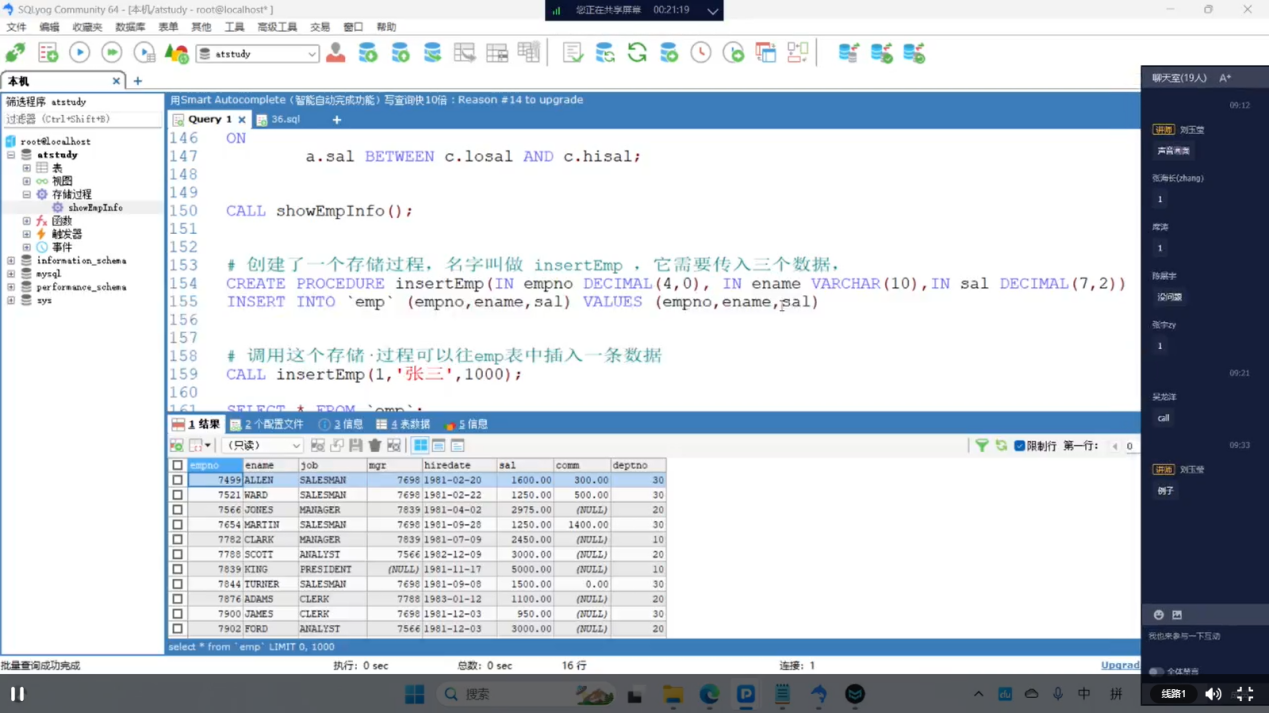 SQLyog Community 64 - [本机/atstudy - root@localhost* ]
您正在共享屏幕 00:21:19
文件 编辑 收藏夹 数据库 表单 其他 工具 高级工具 交易 窗口 帮助
atstudy
本机
筛选程序 atstudy
过滤器 (Ctrl+Shift+B)
root@localhost
atstudy
表
视图
存储过程
showEmpInfo
函数
触发器
事件
information_schema
mysql
performance_schema
sys
用Smart Autocomplete（智能自动完成功能）写查询快10倍：Reason #14 to upgrade
Query 1 36.sql
146 ON
147 a.sal BETWEEN c.losal AND c.hisal;
148
149
150 CALL showEmpInfo();
151
152
153 # 创建了一个存储过程，名字叫做 insertEmp ，它需要传入三个数据，
154 CREATE PROCEDURE insertEmp(IN empno DECIMAL(4,0), IN ename VARCHAR(10),IN sal DECIMAL(7,2))
155 INSERT INTO `emp` (empno,ename,sal) VALUES (empno,ename,sal)
156
157
158 # 调用这个存储·过程可以往emp表中插入一条数据
159 CALL insertEmp(1,'张三',1000);
160
161 SELECT * FROM `emp`;
1 结果 2 个配置文件 3 信息 4 表数据 5 信息
（只读） 限制行 第一行: 0
empno ename job mgr hiredate sal comm deptno
7499 ALLEN SALESMAN 7698 1981-02-20 1600.00 300.00 30
7521 WARD SALESMAN 7698 1981-02-22 1250.00 500.00 30
7566 JONES MANAGER 7839 1981-04-02 2975.00 (NULL) 20
7654 MARTIN SALESMAN 7698 1981-09-28 1250.00 1400.00 30
7782 CLARK MANAGER 7839 1981-07-09 2450.00 (NULL) 10
7788 SCOTT ANALYST 7566 1982-12-09 3000.00 (NULL) 20
7839 KING PRESIDENT (NULL) 1981-11-17 5000.00 (NULL) 10
7844 TURNER SALESMAN 7698 1981-09-08 1500.00 0.00 30
7876 ADAMS CLERK 7788 1983-01-12 1100.00 (NULL) 20
7900 JAMES CLERK 7698 1981-12-03 950.00 (NULL) 30
7902 FORD ANALYST 7566 1981-12-03 3000.00 (NULL) 20
select * from `emp` LIMIT 0, 1000
批量查询成功完成 执行: 0 sec 总数: 0 sec 16 行 连接: 1 Upgrad
聊天室(19人) A*
09:12
讲师
张海长(zhang)
1
1
没问题
张宇zy
1
09:21
吴龙洋
call
09:33
讲师
例子
我也来参与一下互动
全体禁言
搜索
中 拼
线路1